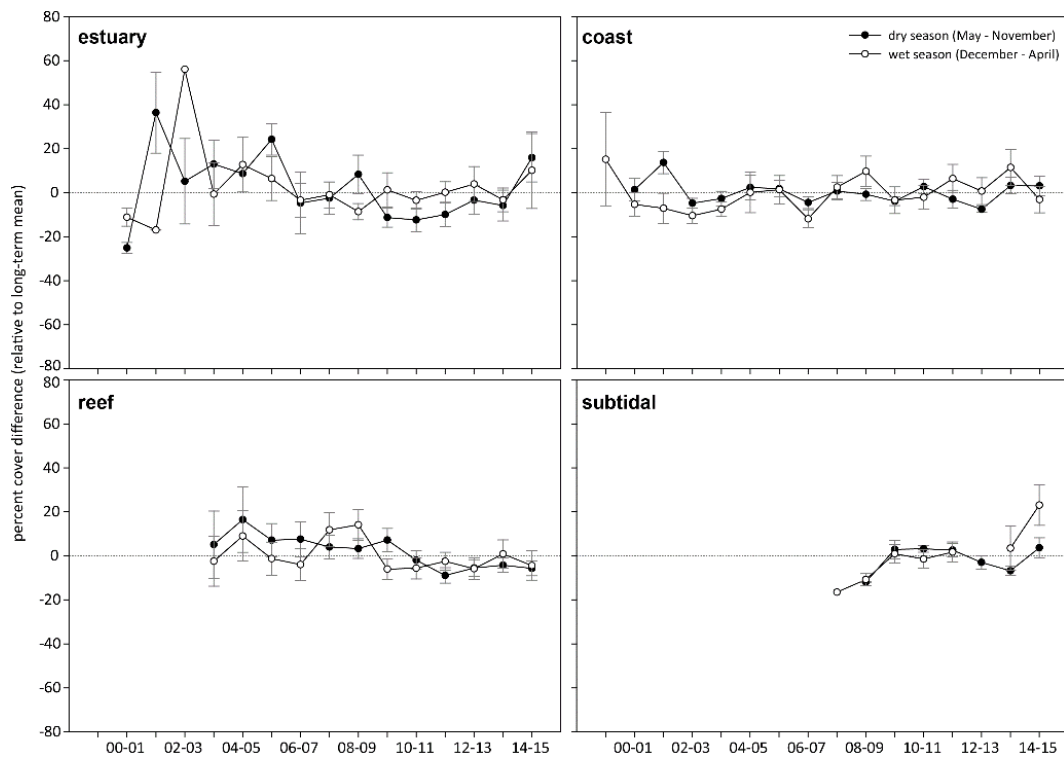 percent cover difference (relative to long-term mean)
estuary
80
60
40
20
0
-20
-40
-60
-80
coast
dry season (May - November)
wet season (December - April)
reef
80
60
40
20
0
-20
-40
-60
-80
subtidal
00-01 02-03 04-05 06-07 08-09 10-11 12-13 14-15
00-01 02-03 04-05 06-07 08-09 10-11 12-13 14-15